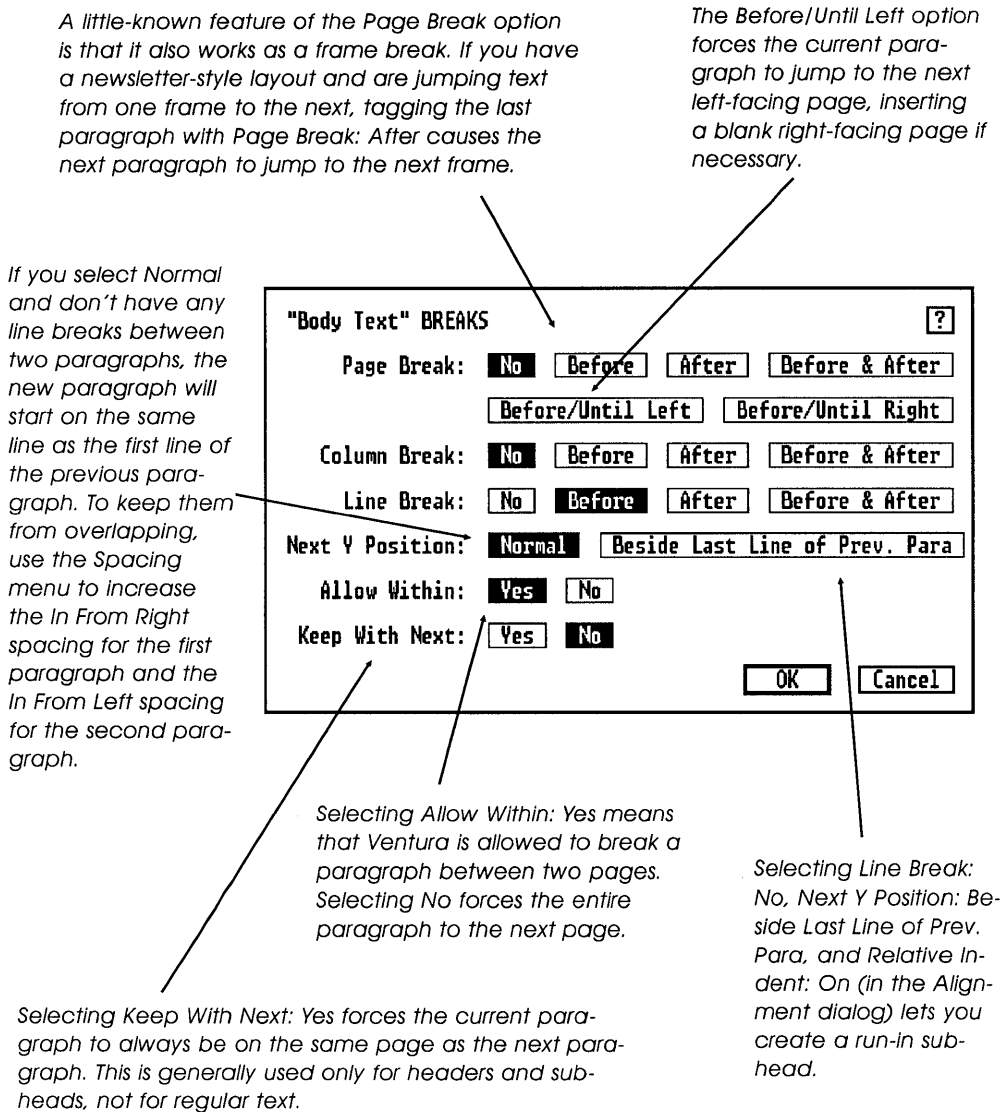 A little-known feature of the Page Break option
is that it also works as a frame break. If you have
a newsletter-style layout and are jumping text
from one frame to the next, tagging the last
paragraph with Page Break: After causes the
next paragraph to jump to the next frame.
The Before/Until Left option
forces the current para-
graph to jump to the next
left-facing page, inserting
a blank right-facing page if
necessary.
If you select Normal
and don't have any
line breaks between
two paragraphs, the
new paragraph will
start on the same
line as the first line of
the previous para-
graph. To keep them
from overlapping,
use the Spacing
menu to increase
the In From Right
spacing for the first
paragraph and the
In From Left spacing
for the second para-
graph.
"Body Text" BREAKS ?
Page Break: No Before After Before & After
Before/Until Left Before/Until Right
Column Break: No Before After Before & After
Line Break: No Before After Before & After
Next Y Position: Normal Beside Last Line of Prev. Para
Allow Within: Yes No
Keep With Next: Yes No
OK Cancel
Selecting Allow Within: Yes means
that Ventura is allowed to break a
paragraph between two pages.
Selecting No forces the entire
paragraph to the next page.
Selecting Line Break:
No, Next Y Position: Be-
side Last Line of Prev.
Para, and Relative In-
dent: On (in the Align-
ment dialog) lets you
create a run-in sub-
head.
Selecting Keep With Next: Yes forces the current para-
graph to always be on the same page as the next para-
graph. This is generally used only for headers and sub-
heads, not for regular text.